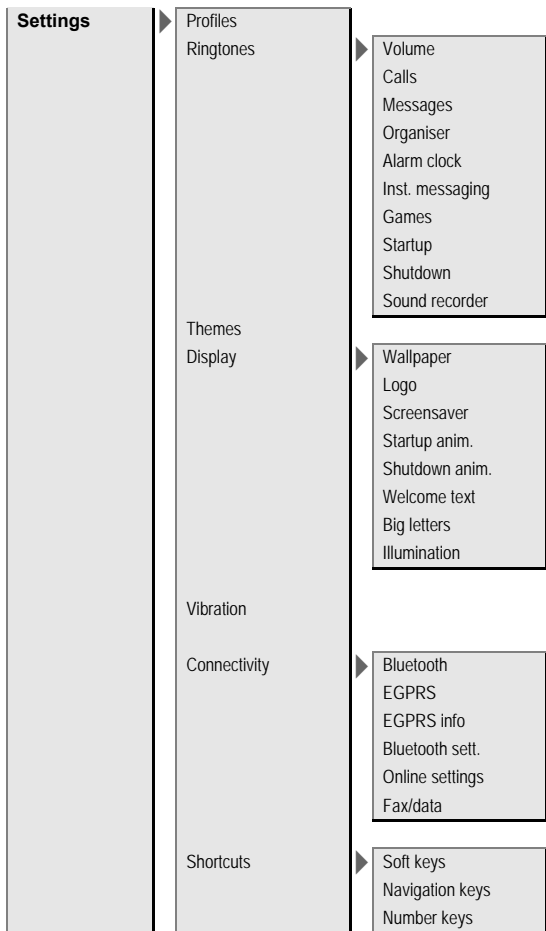 Settings
Profiles
Ringtones
Volume
Calls
Messages
Organiser
Alarm clock
Inst. messaging
Games
Startup
Shutdown
Sound recorder
Themes
Display
Wallpaper
Logo
Screensaver
Startup anim.
Shutdown anim.
Welcome text
Big letters
Illumination
Vibration
Connectivity
Bluetooth
EGPRS
EGPRS info
Bluetooth sett.
Online settings
Fax/data
Shortcuts
Soft keys
Navigation keys
Number keys